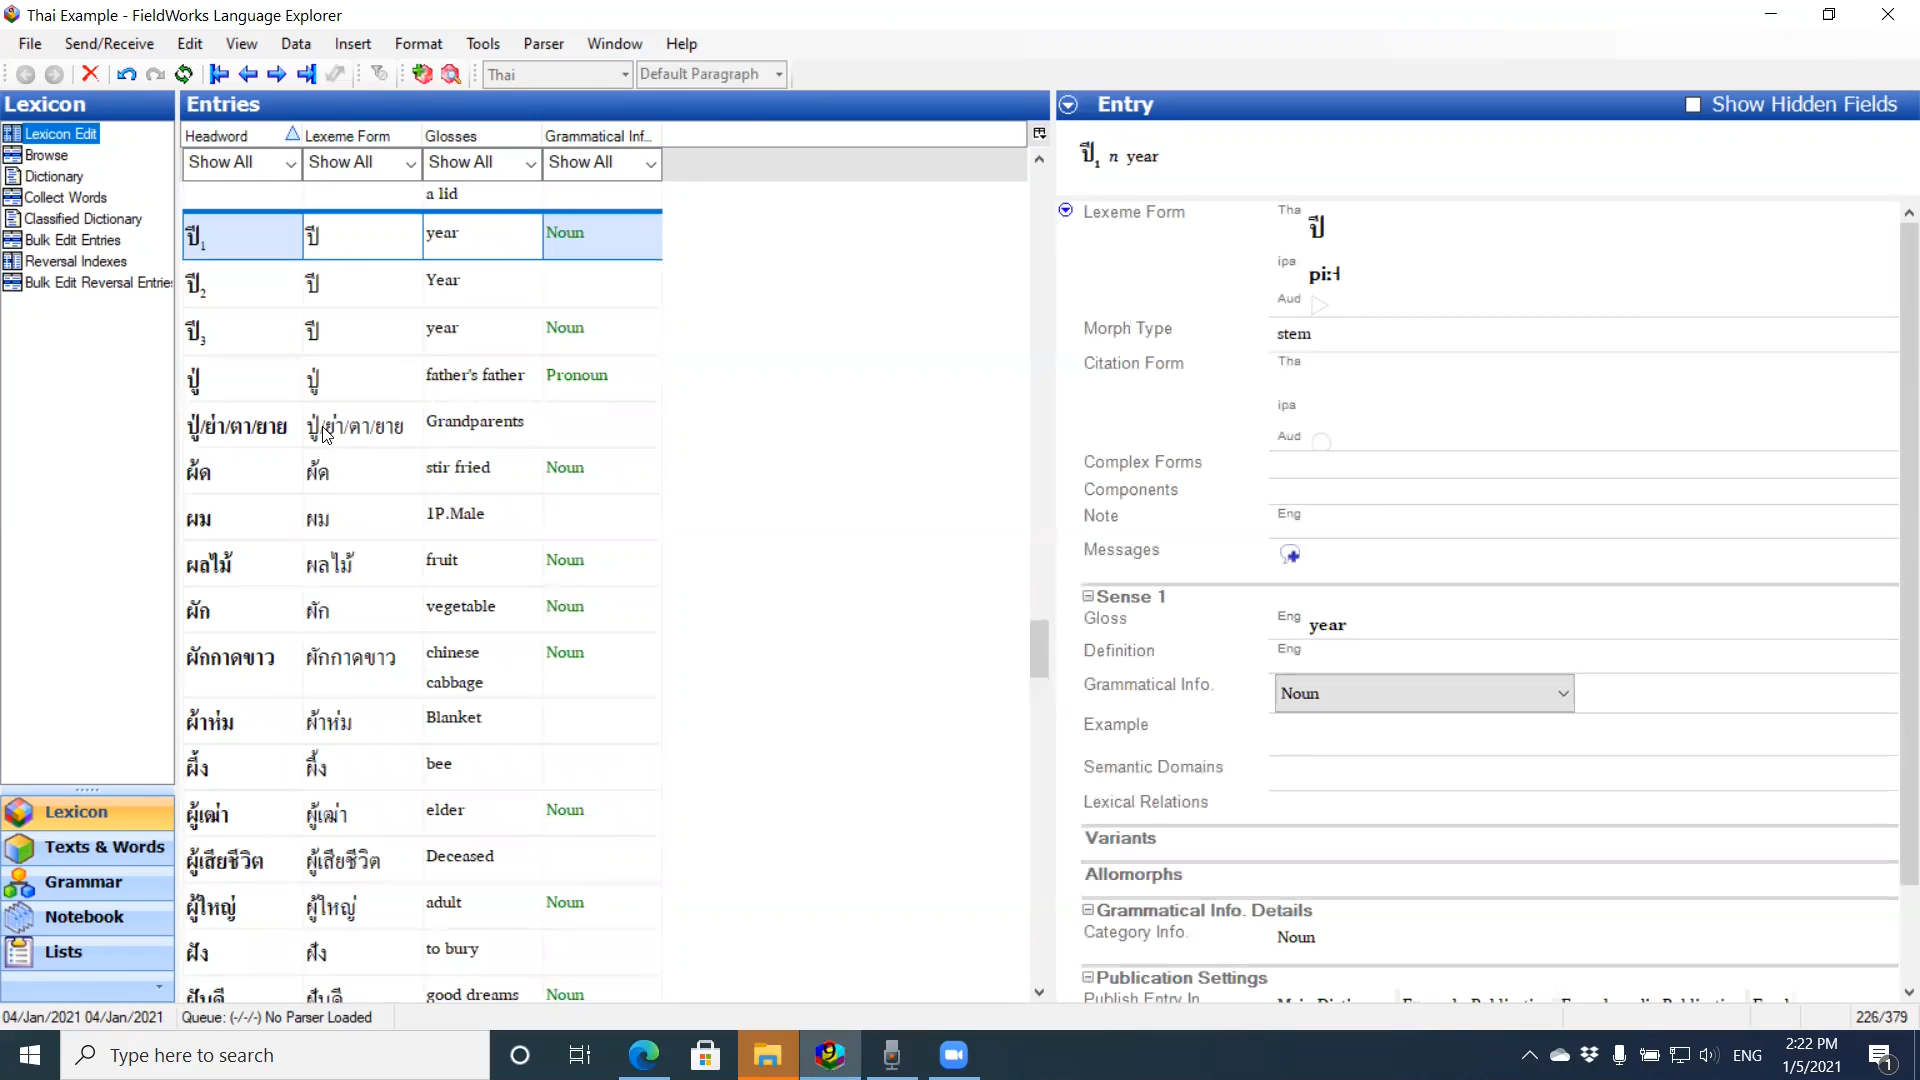 Thai Example - FieldWorks Language Explorer
File Send/Receive Edit View Data Insert Format Tools Parser Window Help
Thai Default Paragraph
Lexicon
Lexicon Edit
Browse
Dictionary
Collect Words
Classified Dictionary
Bulk Edit Entries
Reversal Indexes
Bulk Edit Reversal Entrie
Lexicon
Texts & Words
Grammar
Notebook
Lists
Entries
Headword Lexeme Form Glosses Grammatical Inf...
Show All Show All Show All Show All
a lid
ปี1 ปี year Noun
ปี2 ปี Year
ปี3 ปี year Noun
ปู่ ปู่ father's father Pronoun
ปู่/ย่า/ตา/ยาย ปู่/ย่า/ตา/ยาย Grandparents
ผัด ผัด stir fried Noun
ผม ผม 1P.Male
ผลไม้ ผลไม้ fruit Noun
ผัก ผัก vegetable Noun
ผักกาดขาว ผักกาดขาว chinese Noun
cabbage
ผ้าห่ม ผ้าห่ม Blanket
ผึ้ง ผึ้ง bee
ผู้เฒ่า ผู้เฒ่า elder Noun
ผู้เสียชีวิต ผู้เสียชีวิต Deceased
ผู้ใหญ่ ผู้ใหญ่ adult Noun
ฝัง ฝัง to bury
ฝันดี ฝันดี good dreams Noun
Entry Show Hidden Fields
ปี1 n year
Lexeme Form Tha ปี
ipa pi:˧
Aud
Morph Type stem
Citation Form Tha
ipa
Aud
Complex Forms
Components
Note Eng
Messages
Sense 1
Gloss Eng year
Definition Eng
Grammatical Info. Noun
Example
Semantic Domains
Lexical Relations
Variants
Allomorphs
Grammatical Info. Details
Category Info. Noun
Publication Settings
Publish Entry In
04/Jan/2021 04/Jan/2021 Queue: (-/-/-) No Parser Loaded 226/379
Type here to search ENG 2:22 PM
1/5/2021 1